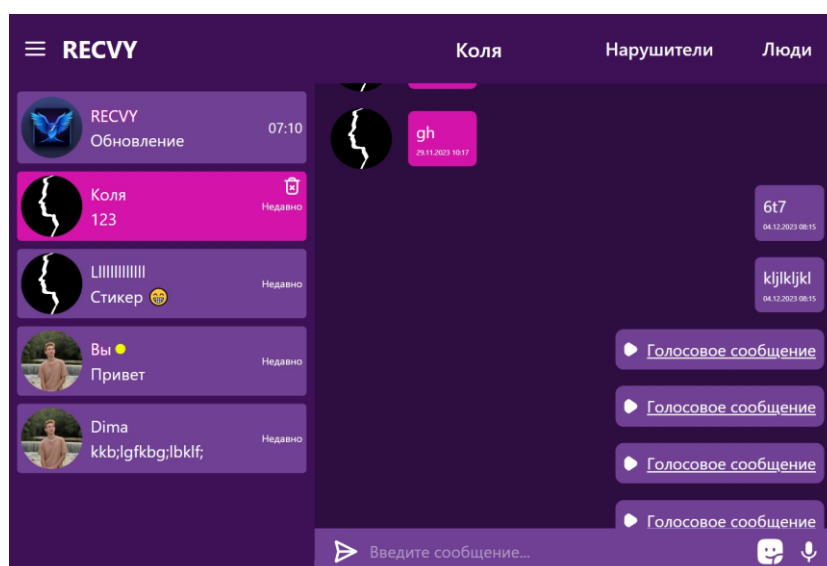 RECVY
Коля
Нарушители
Люди
RECVY
Обновление
07:10
Коля
123
Недавно
Llllllllllll
Стикер 😁
Недавно
Вы
Привет
Недавно
Dima
kkb;lgfkbg;lbklf;
Недавно
gh
29.11.2023 10:17
6t7
04.12.2023 08:15
kljlkljkl
04.12.2023 08:15
Голосовое сообщение
Голосовое сообщение
Голосовое сообщение
Голосовое сообщение
Введите сообщение...